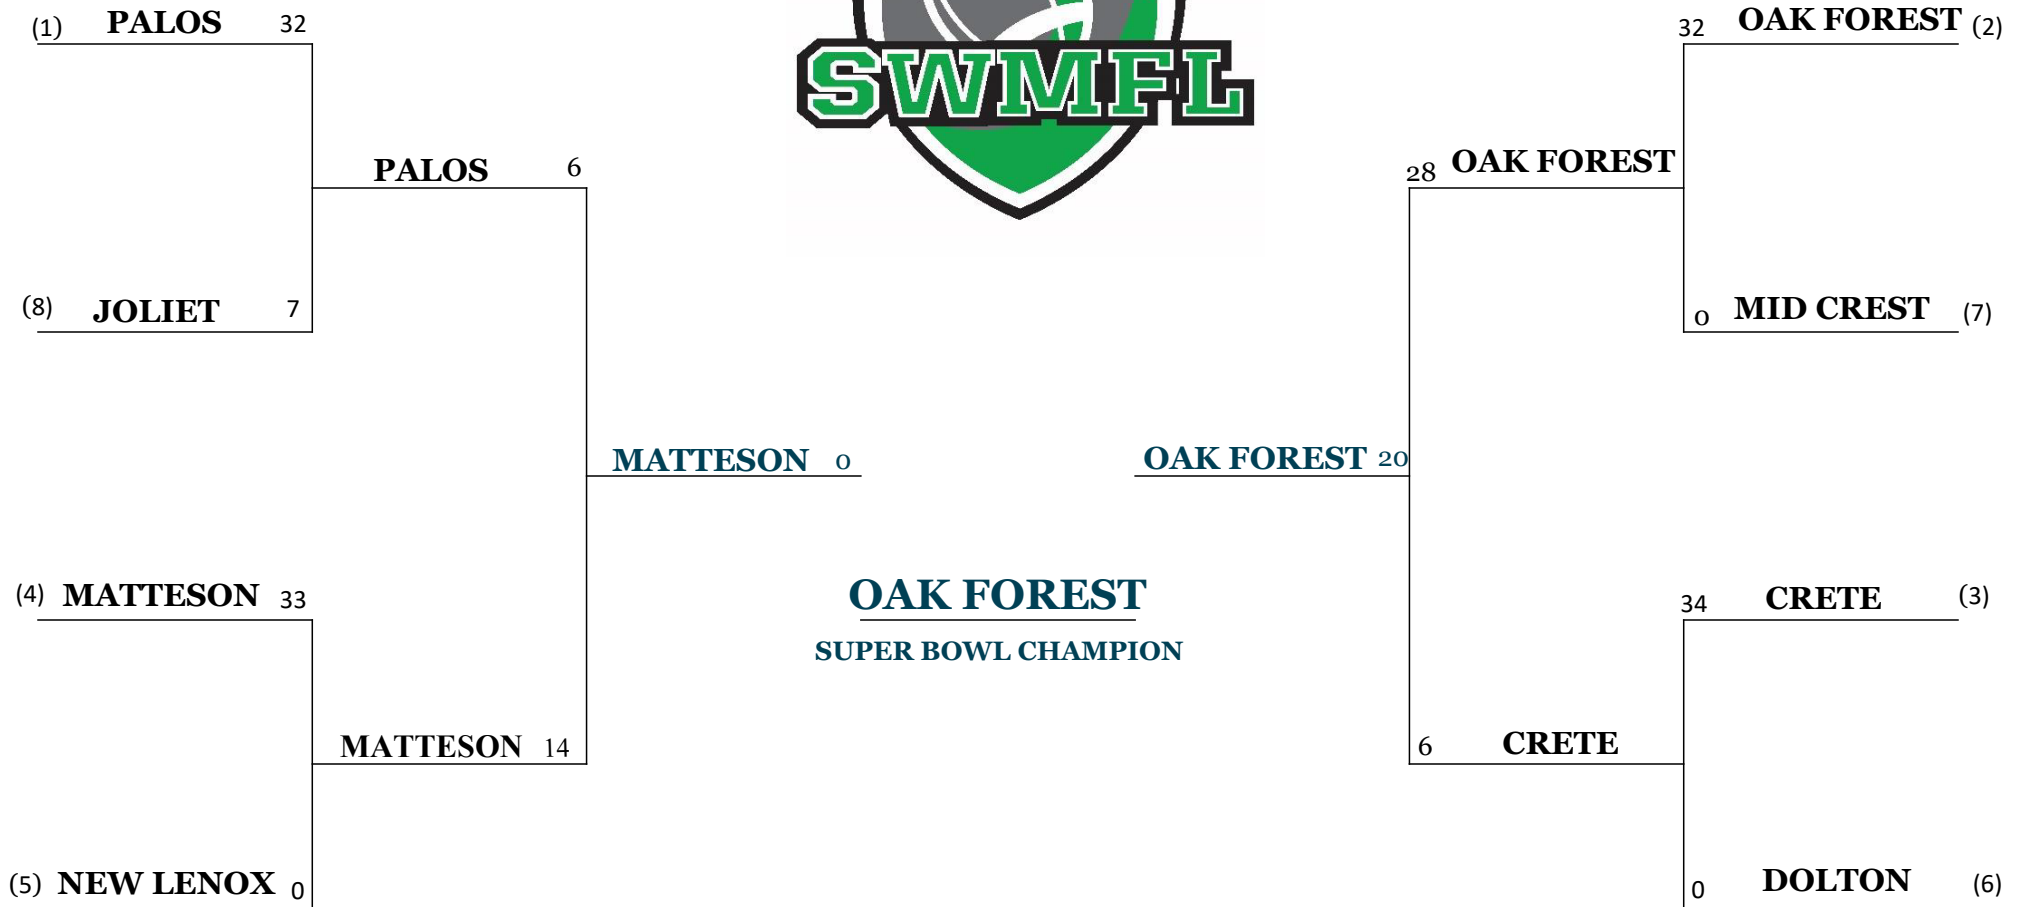 (1) PALOS 32
32 OAK FOREST (2)
SWMFL
PALOS 6
28 OAK FOREST
(8) JOLIET 7
0 MID CREST (7)
MATTESON 0
OAK FOREST 20
(4) MATTESON 33
OAK FOREST
34 CRETE (3)
SUPER BOWL CHAMPION
MATTESON 14
6 CRETE
(5) NEW LENOX 0
0 DOLTON (6)